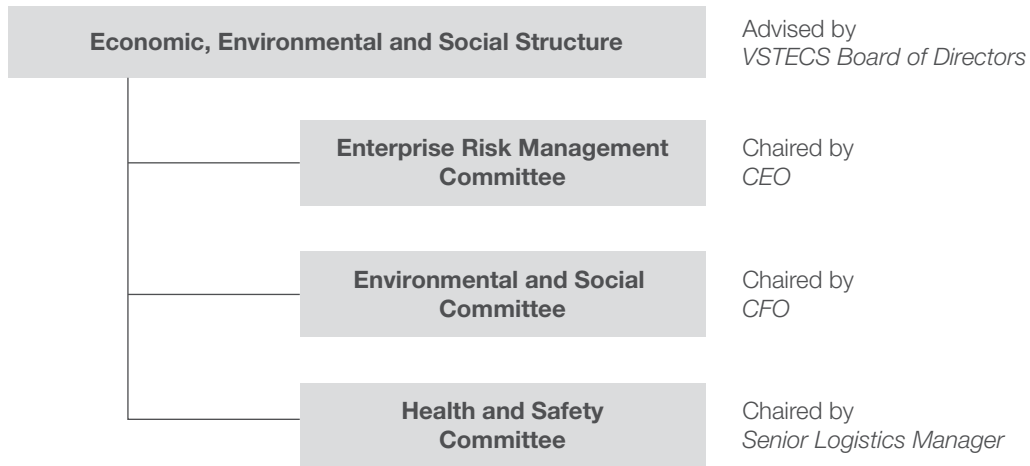 Economic, Environmental and Social Structure
Advised by
VSTECS Board of Directors
Enterprise Risk Management
Committee
Chaired by
CEO
Environmental and Social
Committee
Chaired by
CFO
Health and Safety
Committee
Chaired by
Senior Logistics Manager